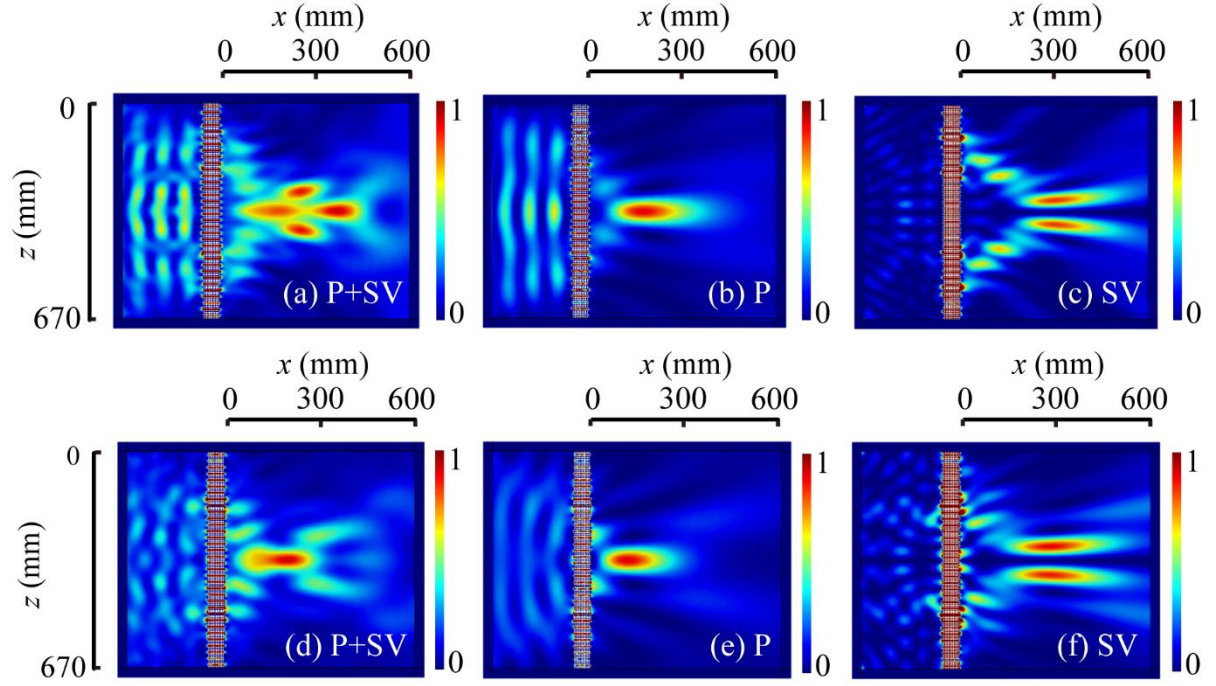 x (mm) x (mm) x (mm)
0 300 600 0 300 600 0 300 600
0 1 1 1
z (mm)
(a) P+SV (b) P (c) SV
670 0 0 0
x (mm) x (mm) x (mm)
0 300 600 0 300 600 0 300 600
0 1 1 1
z (mm)
(d) P+SV (e) P (f) SV
670 0 0 0